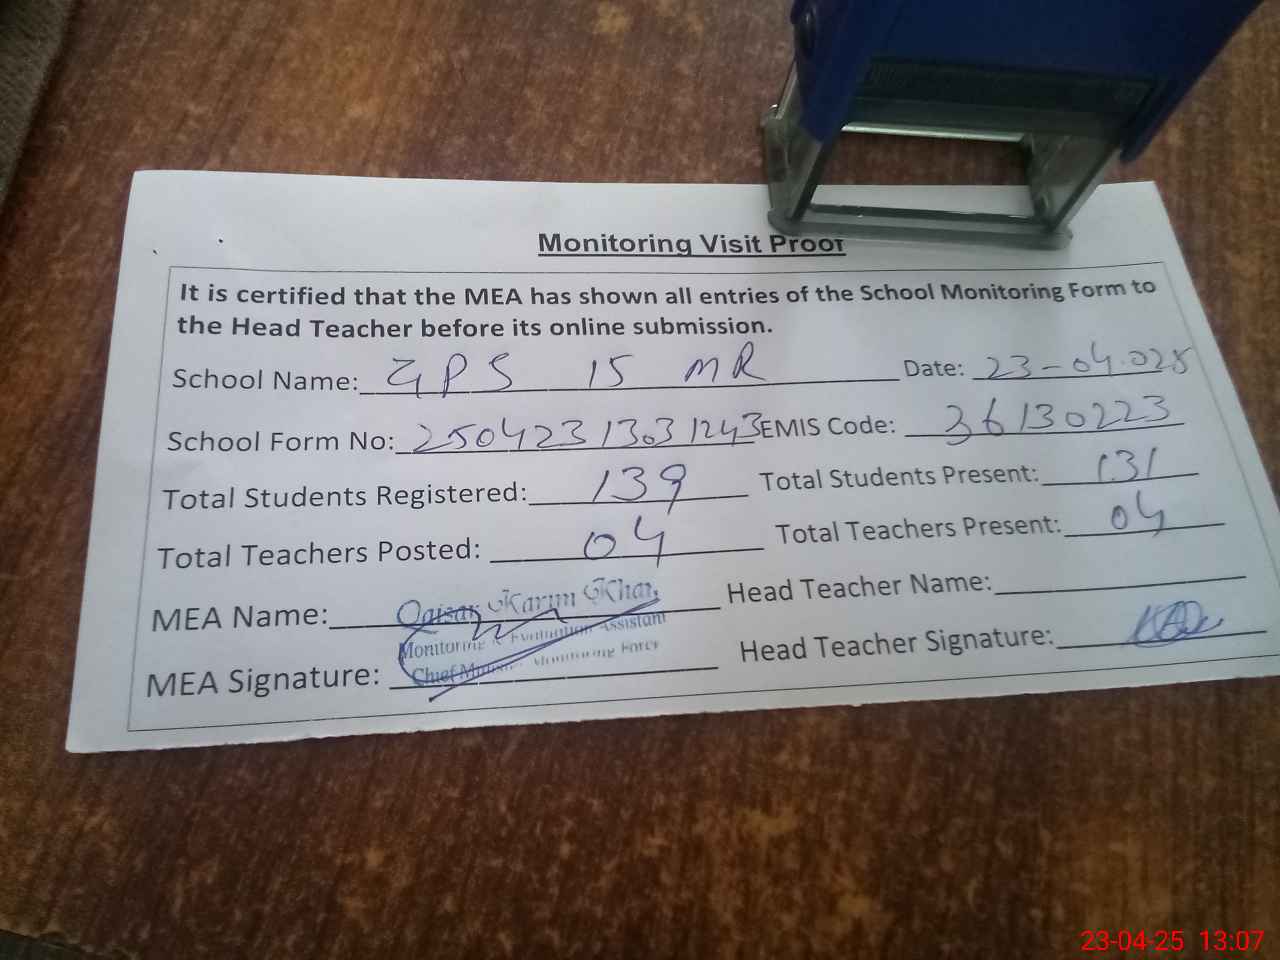 Monitoring Visit Proof
It is certified that the MEA has shown all entries of the School Monitoring Form to
the Head Teacher before its online submission.
School Name: GPS 15 MR Date: 23-04.025
School Form No: 25042313031243 EMIS Code: 36130223
Total Students Registered: 139 Total Students Present: 131
Total Teachers Posted: 04 Total Teachers Present: 04
MEA Name: Qaisar Karim Khan Head Teacher Name:
Monitoring & Evaluation Assistant
Chief Minister Monitoring Force
MEA Signature: Head Teacher Signature:
23-04-25 13:07